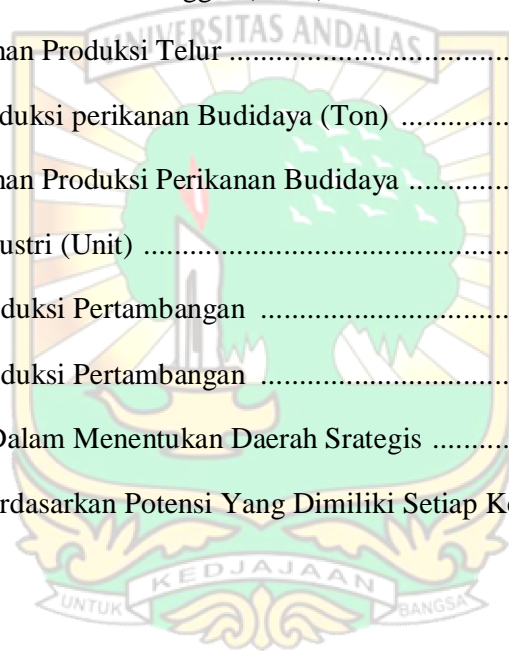 UNIVERSITAS ANDALAS
nan Produksi Telur ................................
duksi perikanan Budidaya (Ton) ...............
nan Produksi Perikanan Budidaya ..............
ustri (Unit) ................................................
duksi Pertambangan ................................
duksi Pertambangan ................................
Dalam Menentukan Daerah Srategis ..........
rdasarkan Potensi Yang Dimiliki Setiap Ke
UNTUK KEDJAJAAN BANGSA